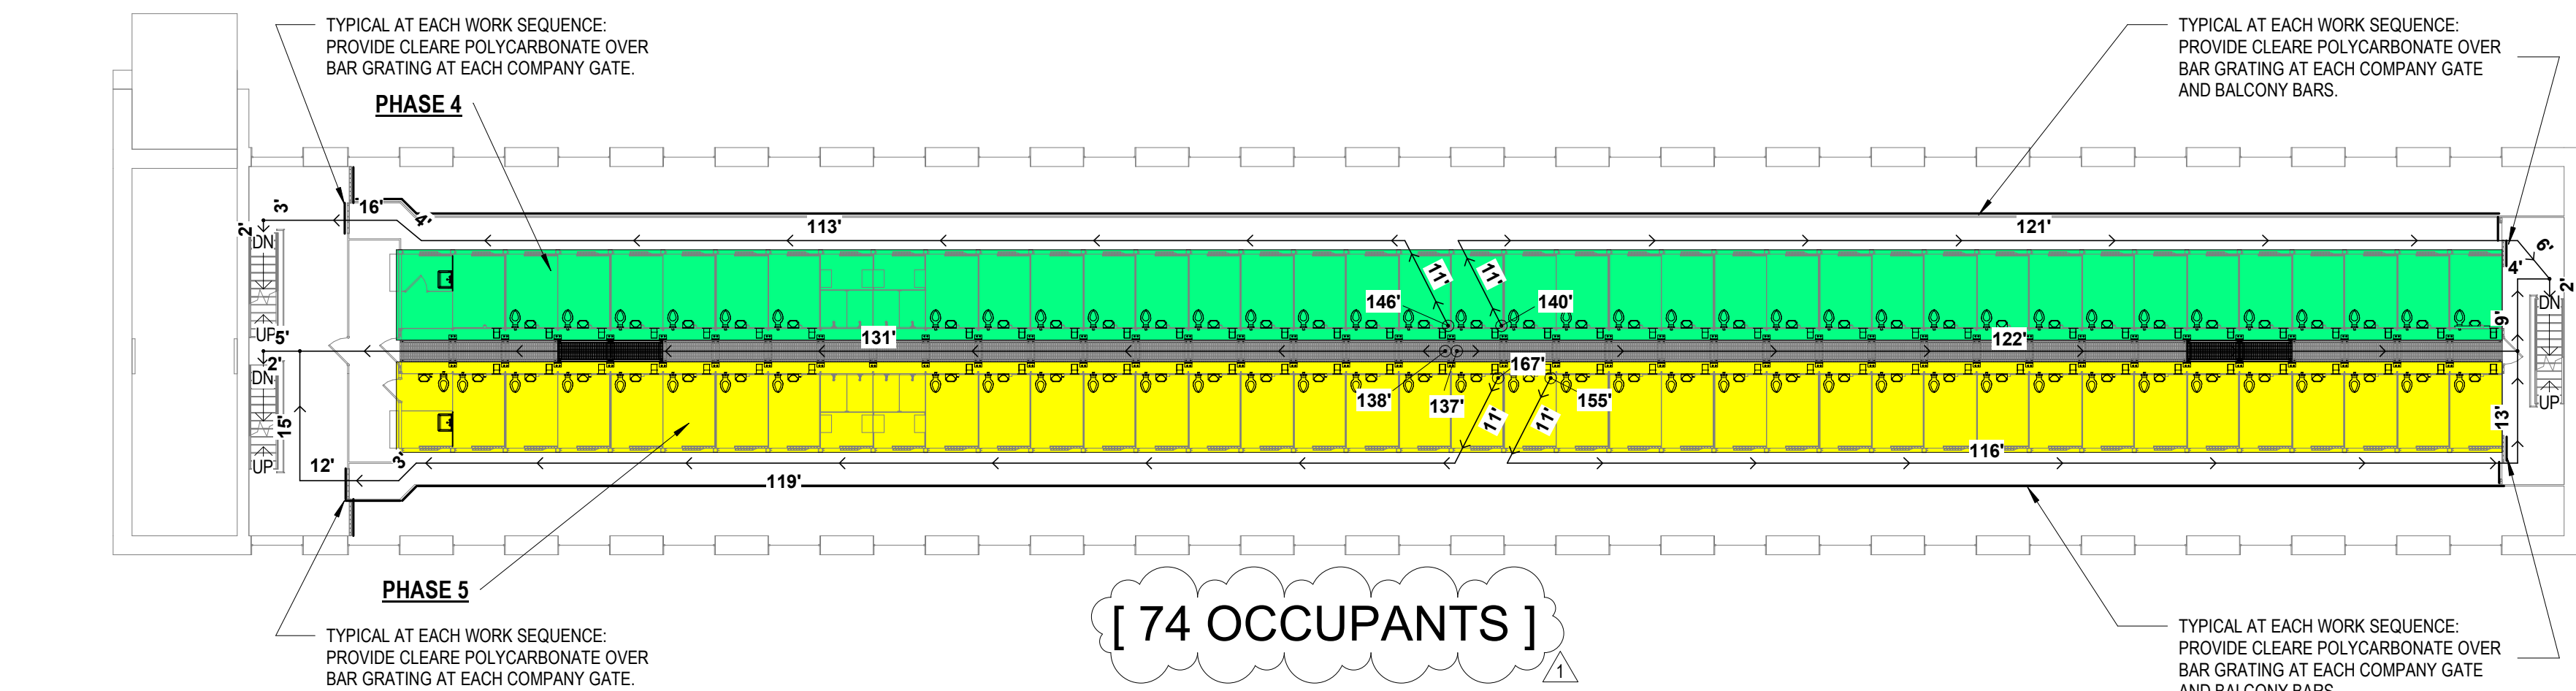 TYPICAL AT EACH WORK SEQUENCE:
PROVIDE CLEARE POLYCARBONATE OVER
BAR GRATING AT EACH COMPANY GATE.
TYPICAL AT EACH WORK SEQUENCE:
PROVIDE CLEARE POLYCARBONATE OVER
BAR GRATING AT EACH COMPANY GATE
AND BALCONY BARS.
PHASE 4
3'
16'
4'
2'
113'
121'
6'
DN
4'
2'
11'
11'
146'
140'
DN
UP
5'
131'
122'
9'
2'
167'
DN
138'
137'
155'
UP
15'
11'
11'
13'
UP
12'
3'
116'
119'
PHASE 5
[ 74 OCCUPANTS ]
1
TYPICAL AT EACH WORK SEQUENCE:
PROVIDE CLEARE POLYCARBONATE OVER
BAR GRATING AT EACH COMPANY GATE.
TYPICAL AT EACH WORK SEQUENCE:
PROVIDE CLEARE POLYCARBONATE OVER
BAR GRATING AT EACH COMPANY GATE
AND BALCONY BARS.